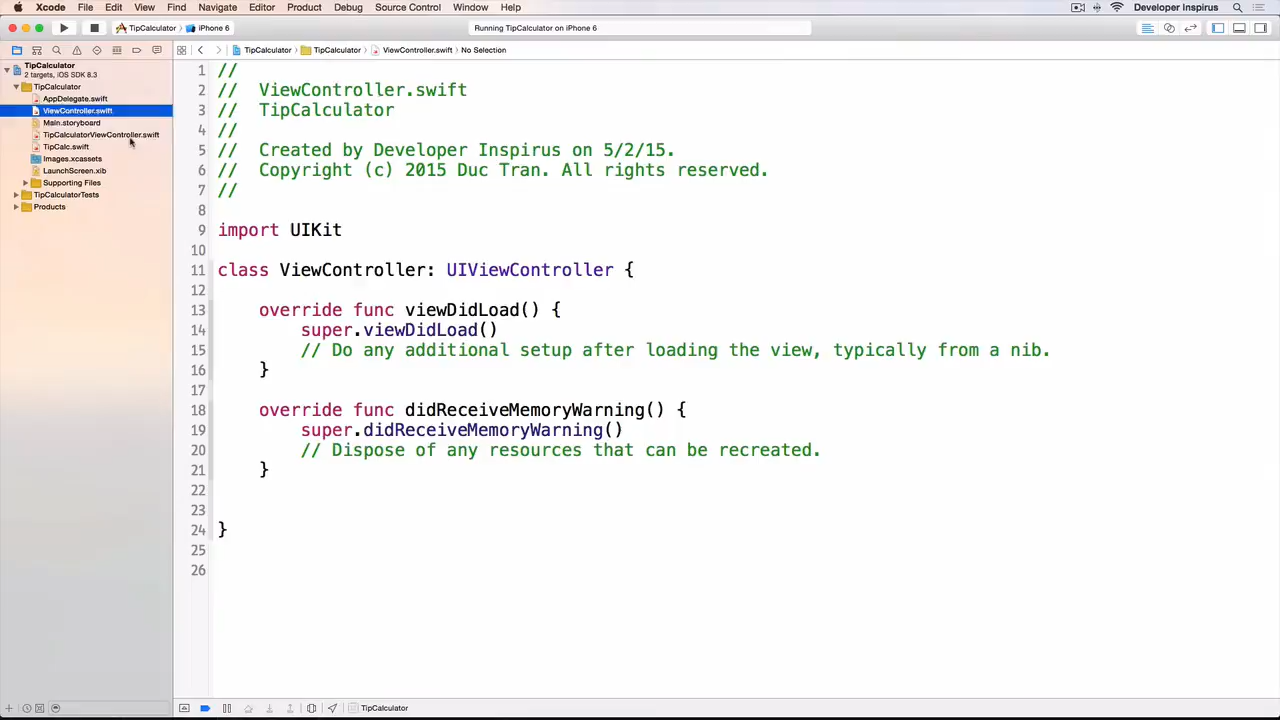 Xcode File Edit View Find Navigate Editor Product Debug Source Control Window Help Developer Inspirus
TipCalculator iPhone 6 Running TipCalculator on iPhone 6
TipCalculator TipCalculator ViewController.swift No Selection
TipCalculator
2 targets, iOS SDK 8.3
TipCalculator
AppDelegate.swift
ViewController.swift
Main.storyboard
TipCalculatorViewController.swift
TipCalc.swift
Images.xcassets
LaunchScreen.xib
Supporting Files
TipCalculatorTests
Products
1 //
2 // ViewController.swift
3 // TipCalculator
4 //
5 // Created by Developer Inspirus on 5/2/15.
6 // Copyright (c) 2015 Duc Tran. All rights reserved.
7 //
8
9 import UIKit
10
11 class ViewController: UIViewController {
12
13 override func viewDidLoad() {
14 super.viewDidLoad()
15 // Do any additional setup after loading the view, typically from a nib.
16 }
17
18 override func didReceiveMemoryWarning() {
19 super.didReceiveMemoryWarning()
20 // Dispose of any resources that can be recreated.
21 }
22
23
24 }
25
26
TipCalculator